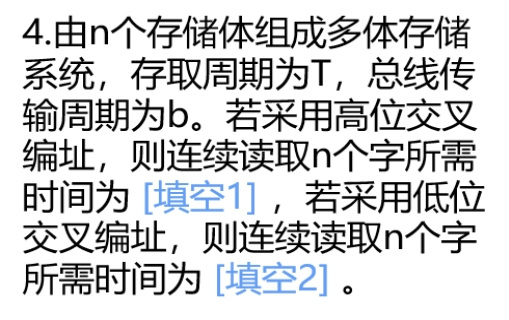 4.由n个存储体组成多体存储
系统，存取周期为T，总线传
输周期为b。若采用高位交叉
编址，则连续读取n个字所需
时间为 [填空1] ，若采用低位
交叉编址，则连续读取n个字
所需时间为 [填空2] 。